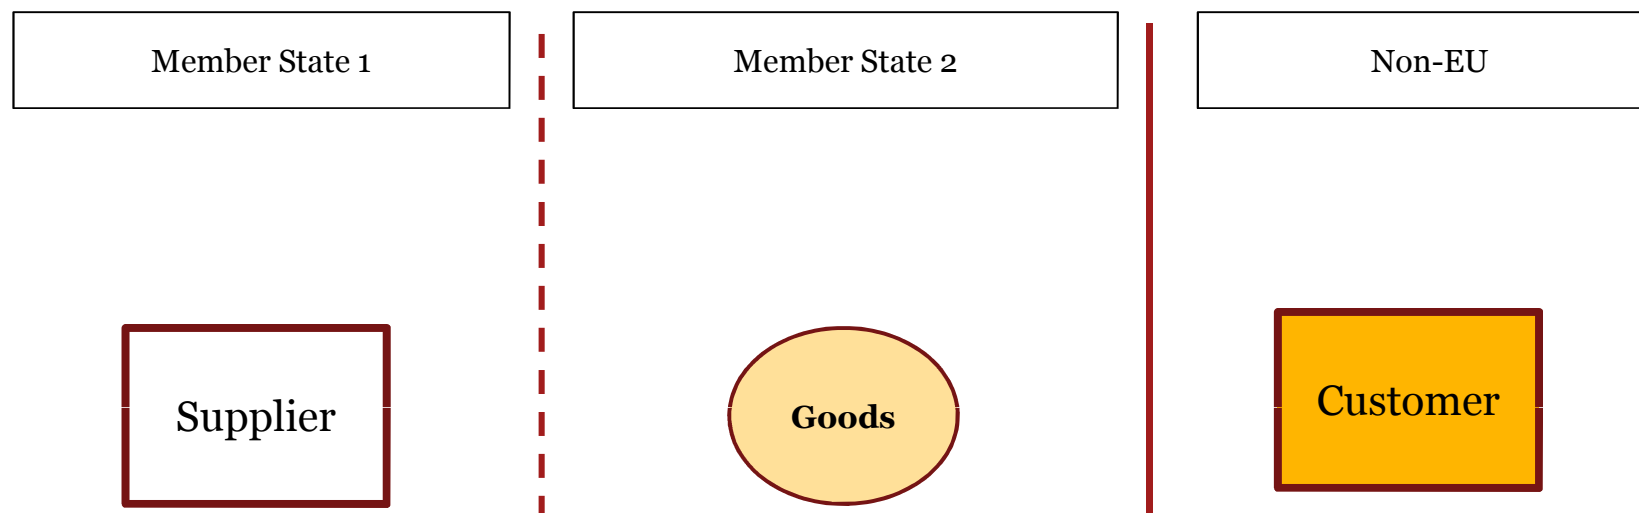 Member State 1
Member State 2
Non-EU
Supplier
Goods
Customer